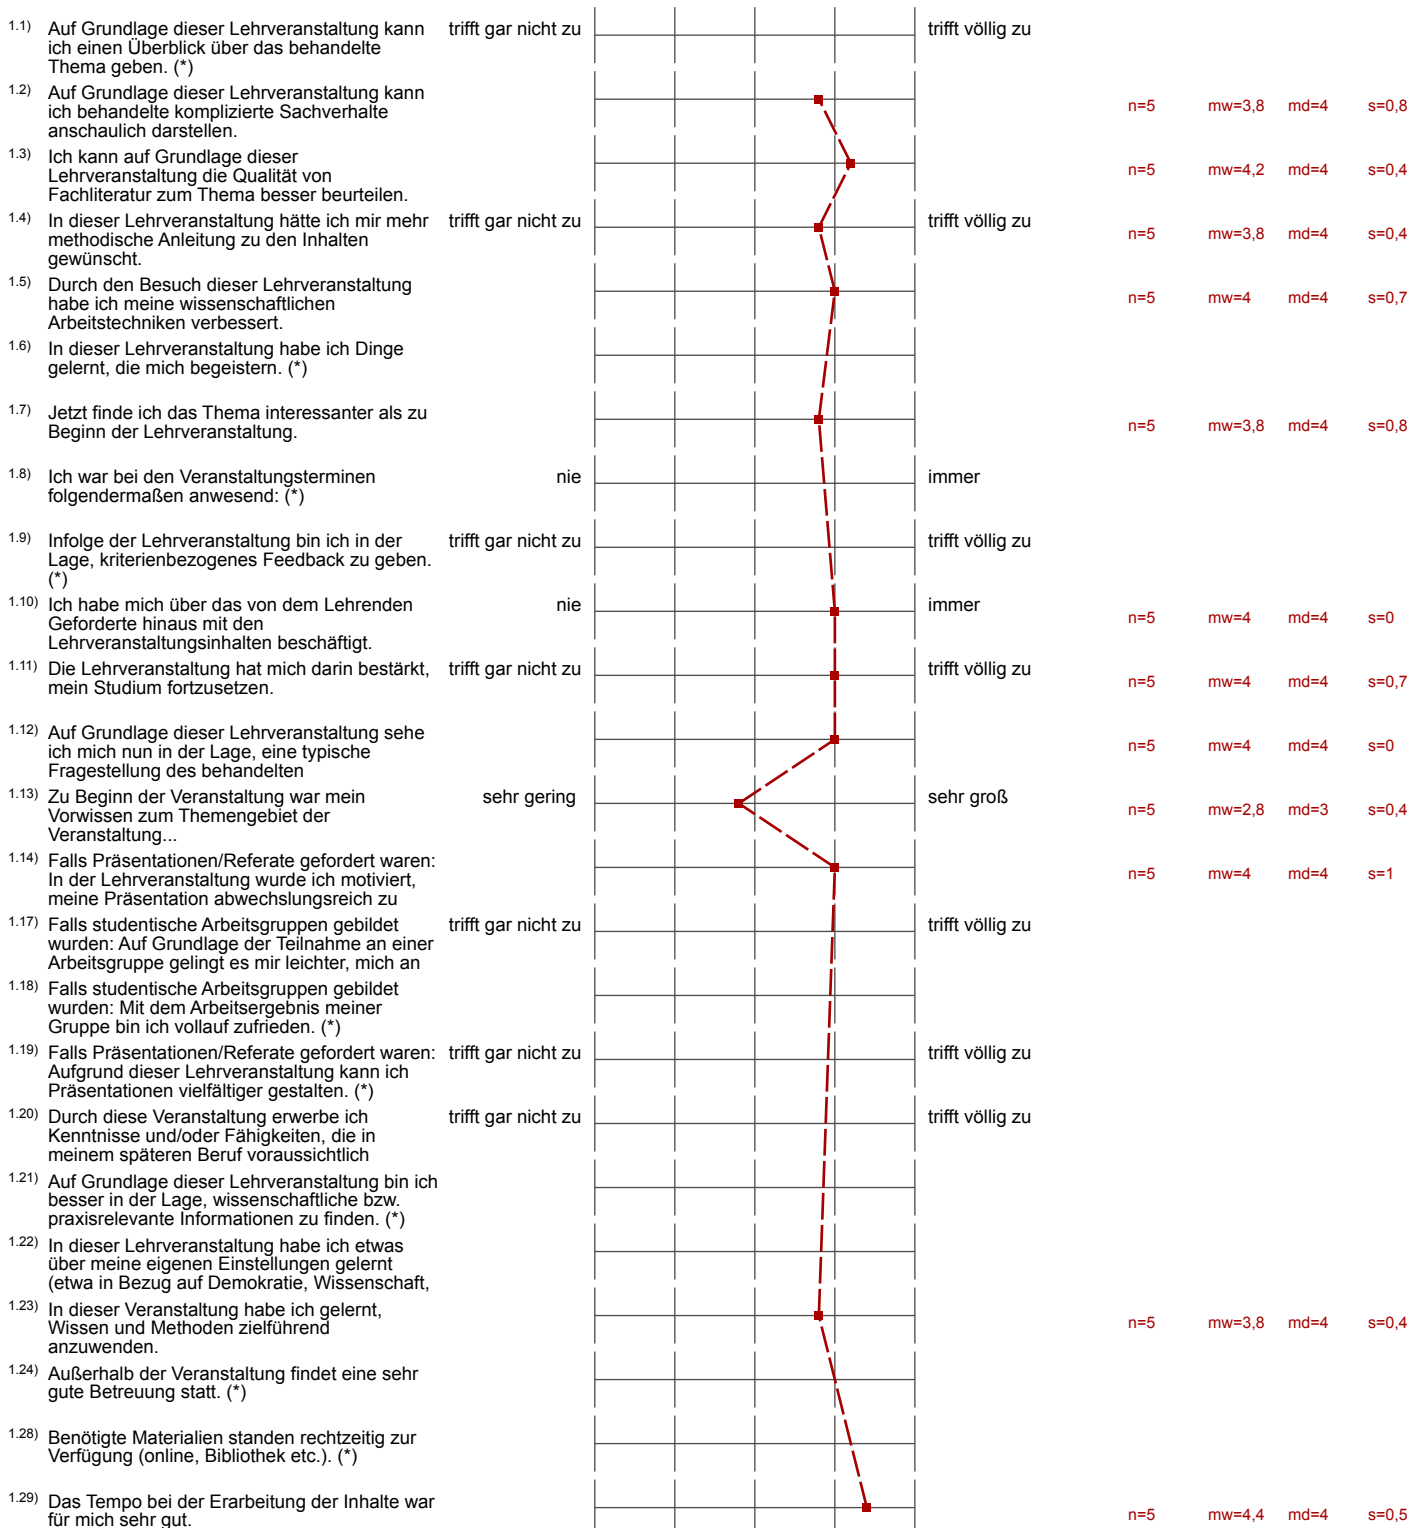 1.1) Auf Grundlage dieser Lehrveranstaltung kann trifft gar nicht zu trifft völlig zu
ich einen Überblick über das behandelte
Thema geben. (*)
1.2) Auf Grundlage dieser Lehrveranstaltung kann
ich behandelte komplizierte Sachverhalte n=5 mw=3,8 md=4 s=0,8
anschaulich darstellen.
1.3) Ich kann auf Grundlage dieser
Lehrveranstaltung die Qualität von n=5 mw=4,2 md=4 s=0,4
Fachliteratur zum Thema besser beurteilen.
1.4) In dieser Lehrveranstaltung hätte ich mir mehr trifft gar nicht zu trifft völlig zu
methodische Anleitung zu den Inhalten n=5 mw=3,8 md=4 s=0,4
gewünscht.
1.5) Durch den Besuch dieser Lehrveranstaltung
habe ich meine wissenschaftlichen n=5 mw=4 md=4 s=0,7
Arbeitstechniken verbessert.
1.6) In dieser Lehrveranstaltung habe ich Dinge
gelernt, die mich begeistern. (*)
1.7) Jetzt finde ich das Thema interessanter als zu
Beginn der Lehrveranstaltung. n=5 mw=3,8 md=4 s=0,8
1.8) Ich war bei den Veranstaltungsterminen nie immer
folgendermaßen anwesend: (*)
1.9) Infolge der Lehrveranstaltung bin ich in der trifft gar nicht zu trifft völlig zu
Lage, kriterienbezogenes Feedback zu geben.
(*)
1.10) Ich habe mich über das von dem Lehrenden nie immer
Geforderte hinaus mit den n=5 mw=4 md=4 s=0
Lehrveranstaltungsinhalten beschäftigt.
1.11) Die Lehrveranstaltung hat mich darin bestärkt, trifft gar nicht zu trifft völlig zu
mein Studium fortzusetzen. n=5 mw=4 md=4 s=0,7
1.12) Auf Grundlage dieser Lehrveranstaltung sehe
ich mich nun in der Lage, eine typische n=5 mw=4 md=4 s=0
Fragestellung des behandelten
1.13) Zu Beginn der Veranstaltung war mein sehr gering sehr groß
Vorwissen zum Themengebiet der n=5 mw=2,8 md=3 s=0,4
Veranstaltung...
1.14) Falls Präsentationen/Referate gefordert waren:
In der Lehrveranstaltung wurde ich motiviert, n=5 mw=4 md=4 s=1
meine Präsentation abwechslungsreich zu
1.17) Falls studentische Arbeitsgruppen gebildet trifft gar nicht zu trifft völlig zu
wurden: Auf Grundlage der Teilnahme an einer
Arbeitsgruppe gelingt es mir leichter, mich an
1.18) Falls studentische Arbeitsgruppen gebildet
wurden: Mit dem Arbeitsergebnis meiner
Gruppe bin ich vollauf zufrieden. (*)
1.19) Falls Präsentationen/Referate gefordert waren: trifft gar nicht zu trifft völlig zu
Aufgrund dieser Lehrveranstaltung kann ich
Präsentationen vielfältiger gestalten. (*)
1.20) Durch diese Veranstaltung erwerbe ich trifft gar nicht zu trifft völlig zu
Kenntnisse und/oder Fähigkeiten, die in
meinem späteren Beruf voraussichtlich
1.21) Auf Grundlage dieser Lehrveranstaltung bin ich
besser in der Lage, wissenschaftliche bzw.
praxisrelevante Informationen zu finden. (*)
1.22) In dieser Lehrveranstaltung habe ich etwas
über meine eigenen Einstellungen gelernt
(etwa in Bezug auf Demokratie, Wissenschaft,
1.23) In dieser Veranstaltung habe ich gelernt,
Wissen und Methoden zielführend n=5 mw=3,8 md=4 s=0,4
anzuwenden.
1.24) Außerhalb der Veranstaltung findet eine sehr
gute Betreuung statt. (*)
1.28) Benötigte Materialien standen rechtzeitig zur
Verfügung (online, Bibliothek etc.). (*)
1.29) Das Tempo bei der Erarbeitung der Inhalte war
für mich sehr gut. n=5 mw=4,4 md=4 s=0,5